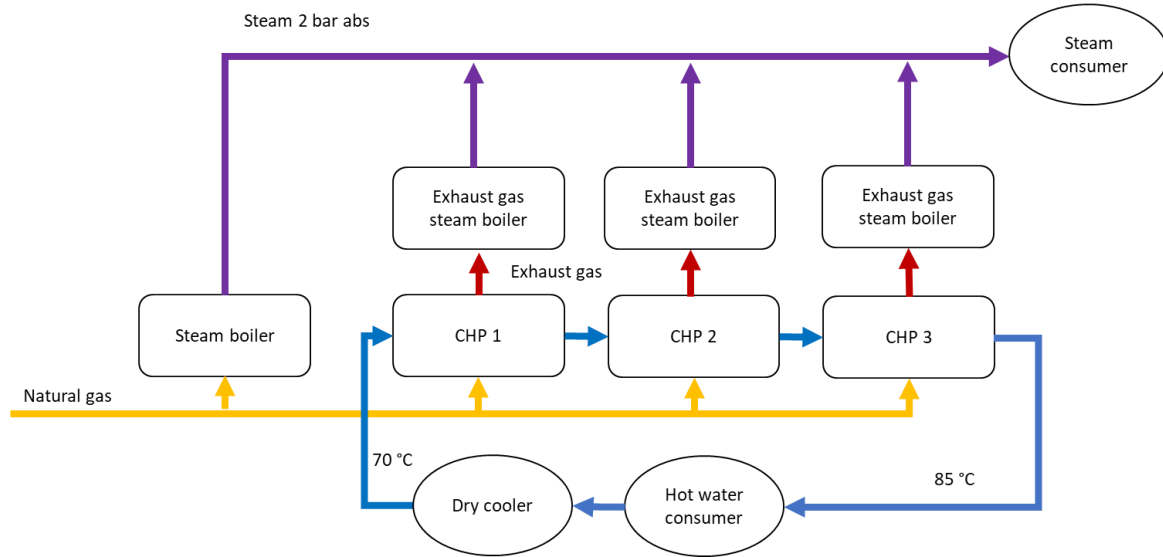 Steam 2 bar abs
Steam
consumer
Exhaust gas
steam boiler
Exhaust gas
steam boiler
Exhaust gas
steam boiler
Exhaust gas
Steam boiler
CHP 1
CHP 2
CHP 3
Natural gas
70 °C
85 °C
Dry cooler
Hot water
consumer